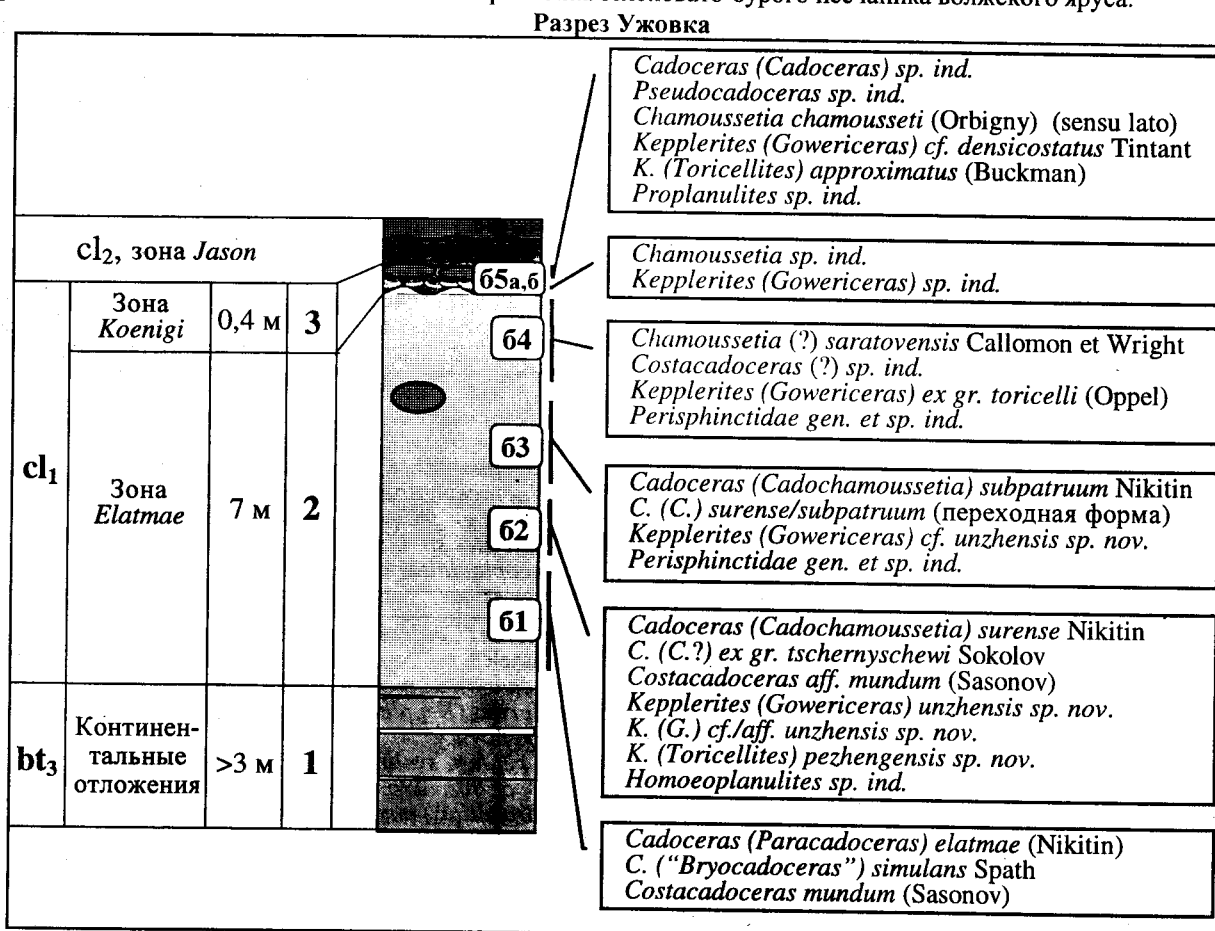 бурого песчаника волжского яруса.
Разрез Ужовка
cl2, зона Jason
Зона
Koenigi
0,4 м
3
cl1
Зона
Elatmae
7 м
2
bt3
Континен-
тальные
отложения
>3 м
1
б5а,б
б4
б3
б2
б1
Cadoceras (Cadoceras) sp. ind.
Pseudocadoceras sp. ind.
Chamoussetia chamousseti (Orbigny) (sensu lato)
Kepplerites (Gowericeras) cf. densicostatus Tintant
K. (Toricellites) approximatus (Buckman)
Proplanulites sp. ind.
Chamoussetia sp. ind.
Kepplerites (Gowericeras) sp. ind.
Chamoussetia (?) saratovensis Callomon et Wright
Costacadoceras (?) sp. ind.
Kepplerites (Gowericeras) ex gr. toricelli (Oppel)
Perisphinctidae gen. et sp. ind.
Cadoceras (Cadochamoussetia) subpatruum Nikitin
C. (C.) surense/subpatruum (переходная форма)
Kepplerites (Gowericeras) cf. unzhensis sp. nov.
Perisphinctidae gen. et sp. ind.
Cadoceras (Cadochamoussetia) surense Nikitin
C. (C.?) ex gr. tschernyschewi Sokolov
Costacadoceras aff. mundum (Sasonov)
Kepplerites (Gowericeras) unzhensis sp. nov.
K. (G.) cf./aff. unzhensis sp. nov.
K. (Toricellites) pezhengensis sp. nov.
Homoeoplanulites sp. ind.
Cadoceras (Paracadoceras) elatmae (Nikitin)
C. ("Bryocadoceras") simulans Spath
Costacadoceras mundum (Sasonov)